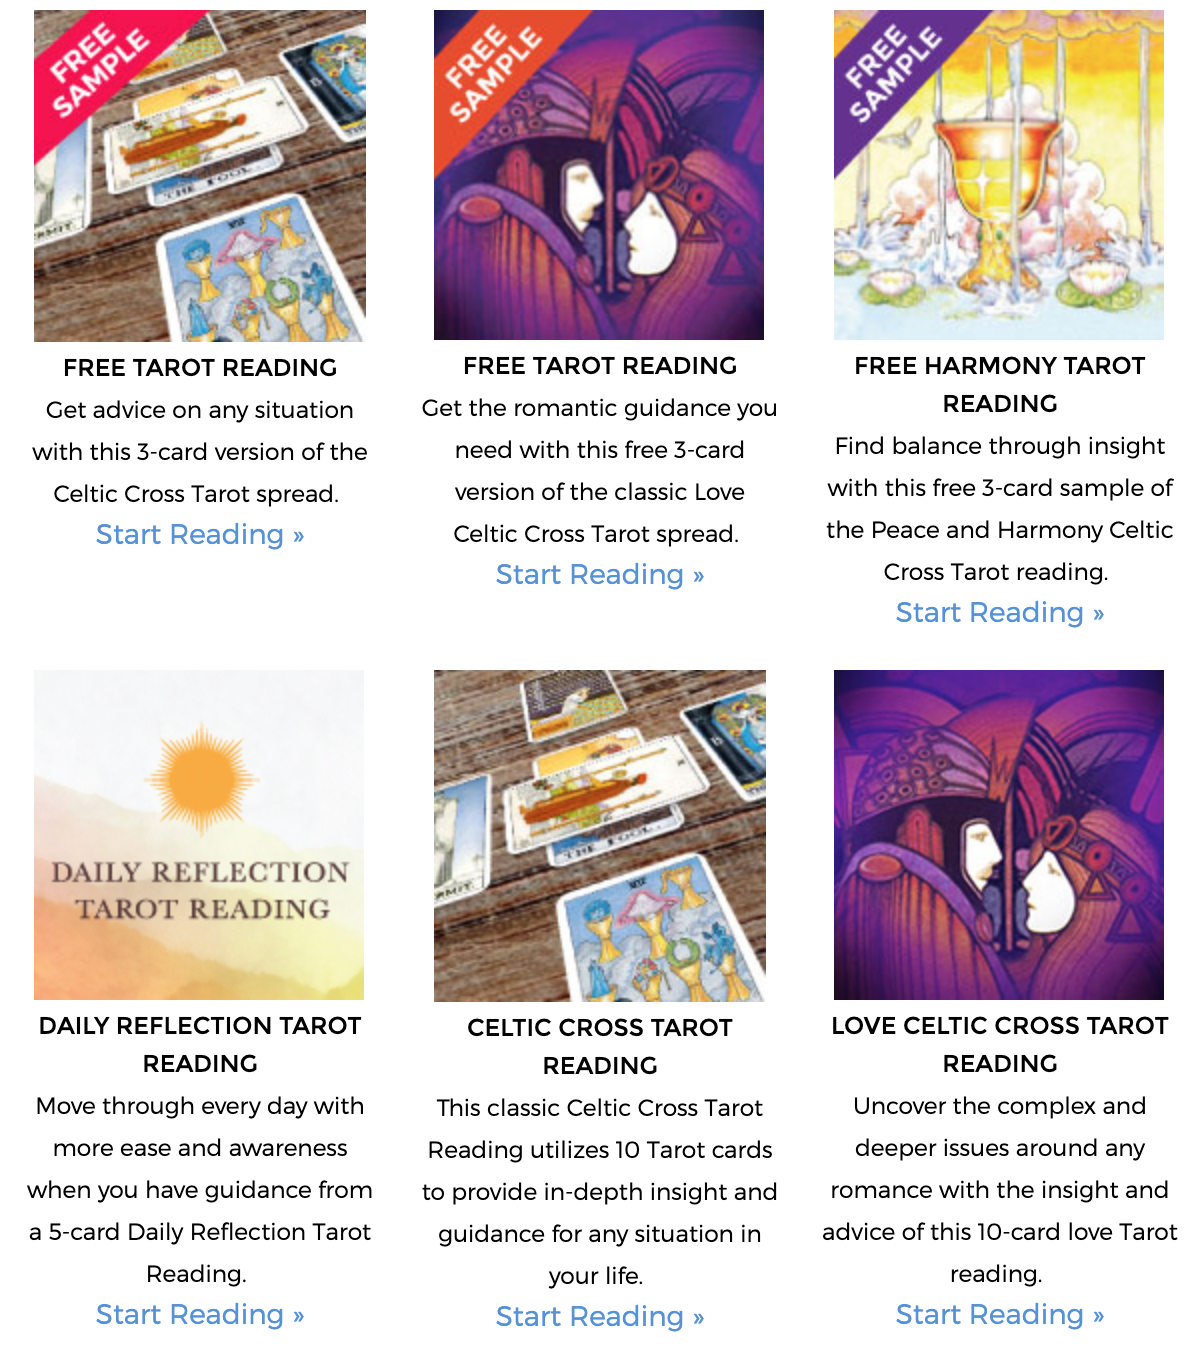 FREE
SAMPLE
THE FOOL.
FREE TAROT READING
Get advice on any situation
with this 3-card version of the
Celtic Cross Tarot spread.
Start Reading »
FREE
SAMPLE
FREE TAROT READING
Get the romantic guidance you
need with this free 3-card
version of the classic Love
Celtic Cross Tarot spread.
Start Reading »
FREE
SAMPLE
FREE HARMONY TAROT
READING
Find balance through insight
with this free 3-card sample of
the Peace and Harmony Celtic
Cross Tarot reading.
Start Reading »
DAILY REFLECTION
TAROT READING
DAILY REFLECTION TAROT
READING
Move through every day with
more ease and awareness
when you have guidance from
a 5-card Daily Reflection Tarot
Reading.
Start Reading »
THE FOOL.
CELTIC CROSS TAROT
READING
This classic Celtic Cross Tarot
Reading utilizes 10 Tarot cards
to provide in-depth insight and
guidance for any situation in
your life.
Start Reading »
LOVE CELTIC CROSS TAROT
READING
Uncover the complex and
deeper issues around any
romance with the insight and
advice of this 10-card love Tarot
reading.
Start Reading »